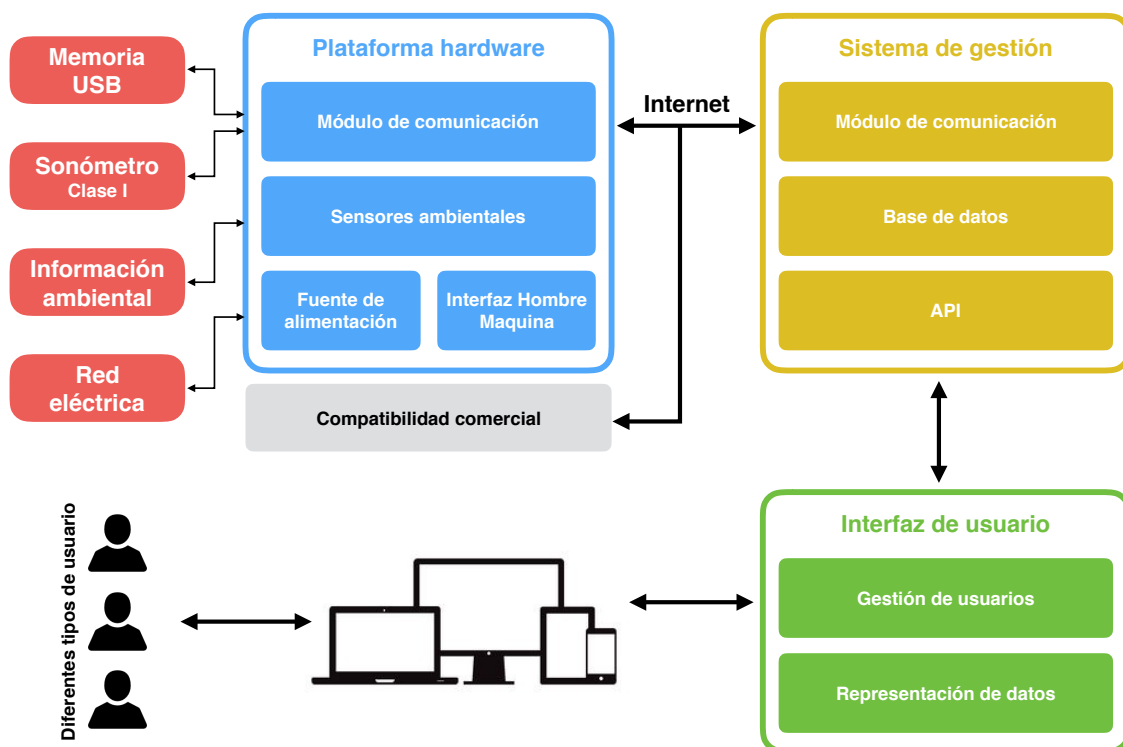 Memoria
USB
Sonómetro
Clase I
Información
ambiental
Red
eléctrica
Plataforma hardware
Módulo de comunicación
Sensores ambientales
Fuente de
alimentación
Interfaz Hombre
Maquina
Compatibilidad comercial
Internet
Sistema de gestión
Módulo de comunicación
Base de datos
API
Interfaz de usuario
Gestión de usuarios
Representación de datos
Diferentes tipos de usuario